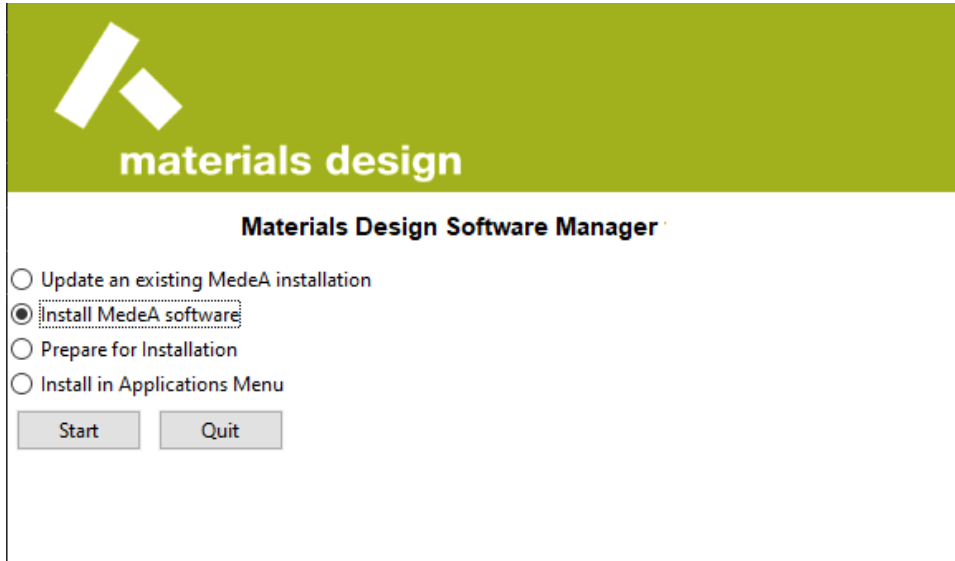 materials design
Materials Design Software Manager
Update an existing MedeA installation
Install MedeA software
Prepare for Installation
Install in Applications Menu
Start Quit